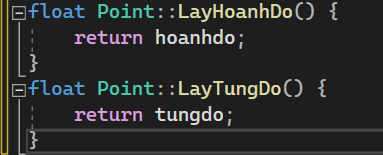 float Point::LayHoanhDo() {
    return hoanhdo;
}
float Point::LayTungDo() {
    return tungdo;
}